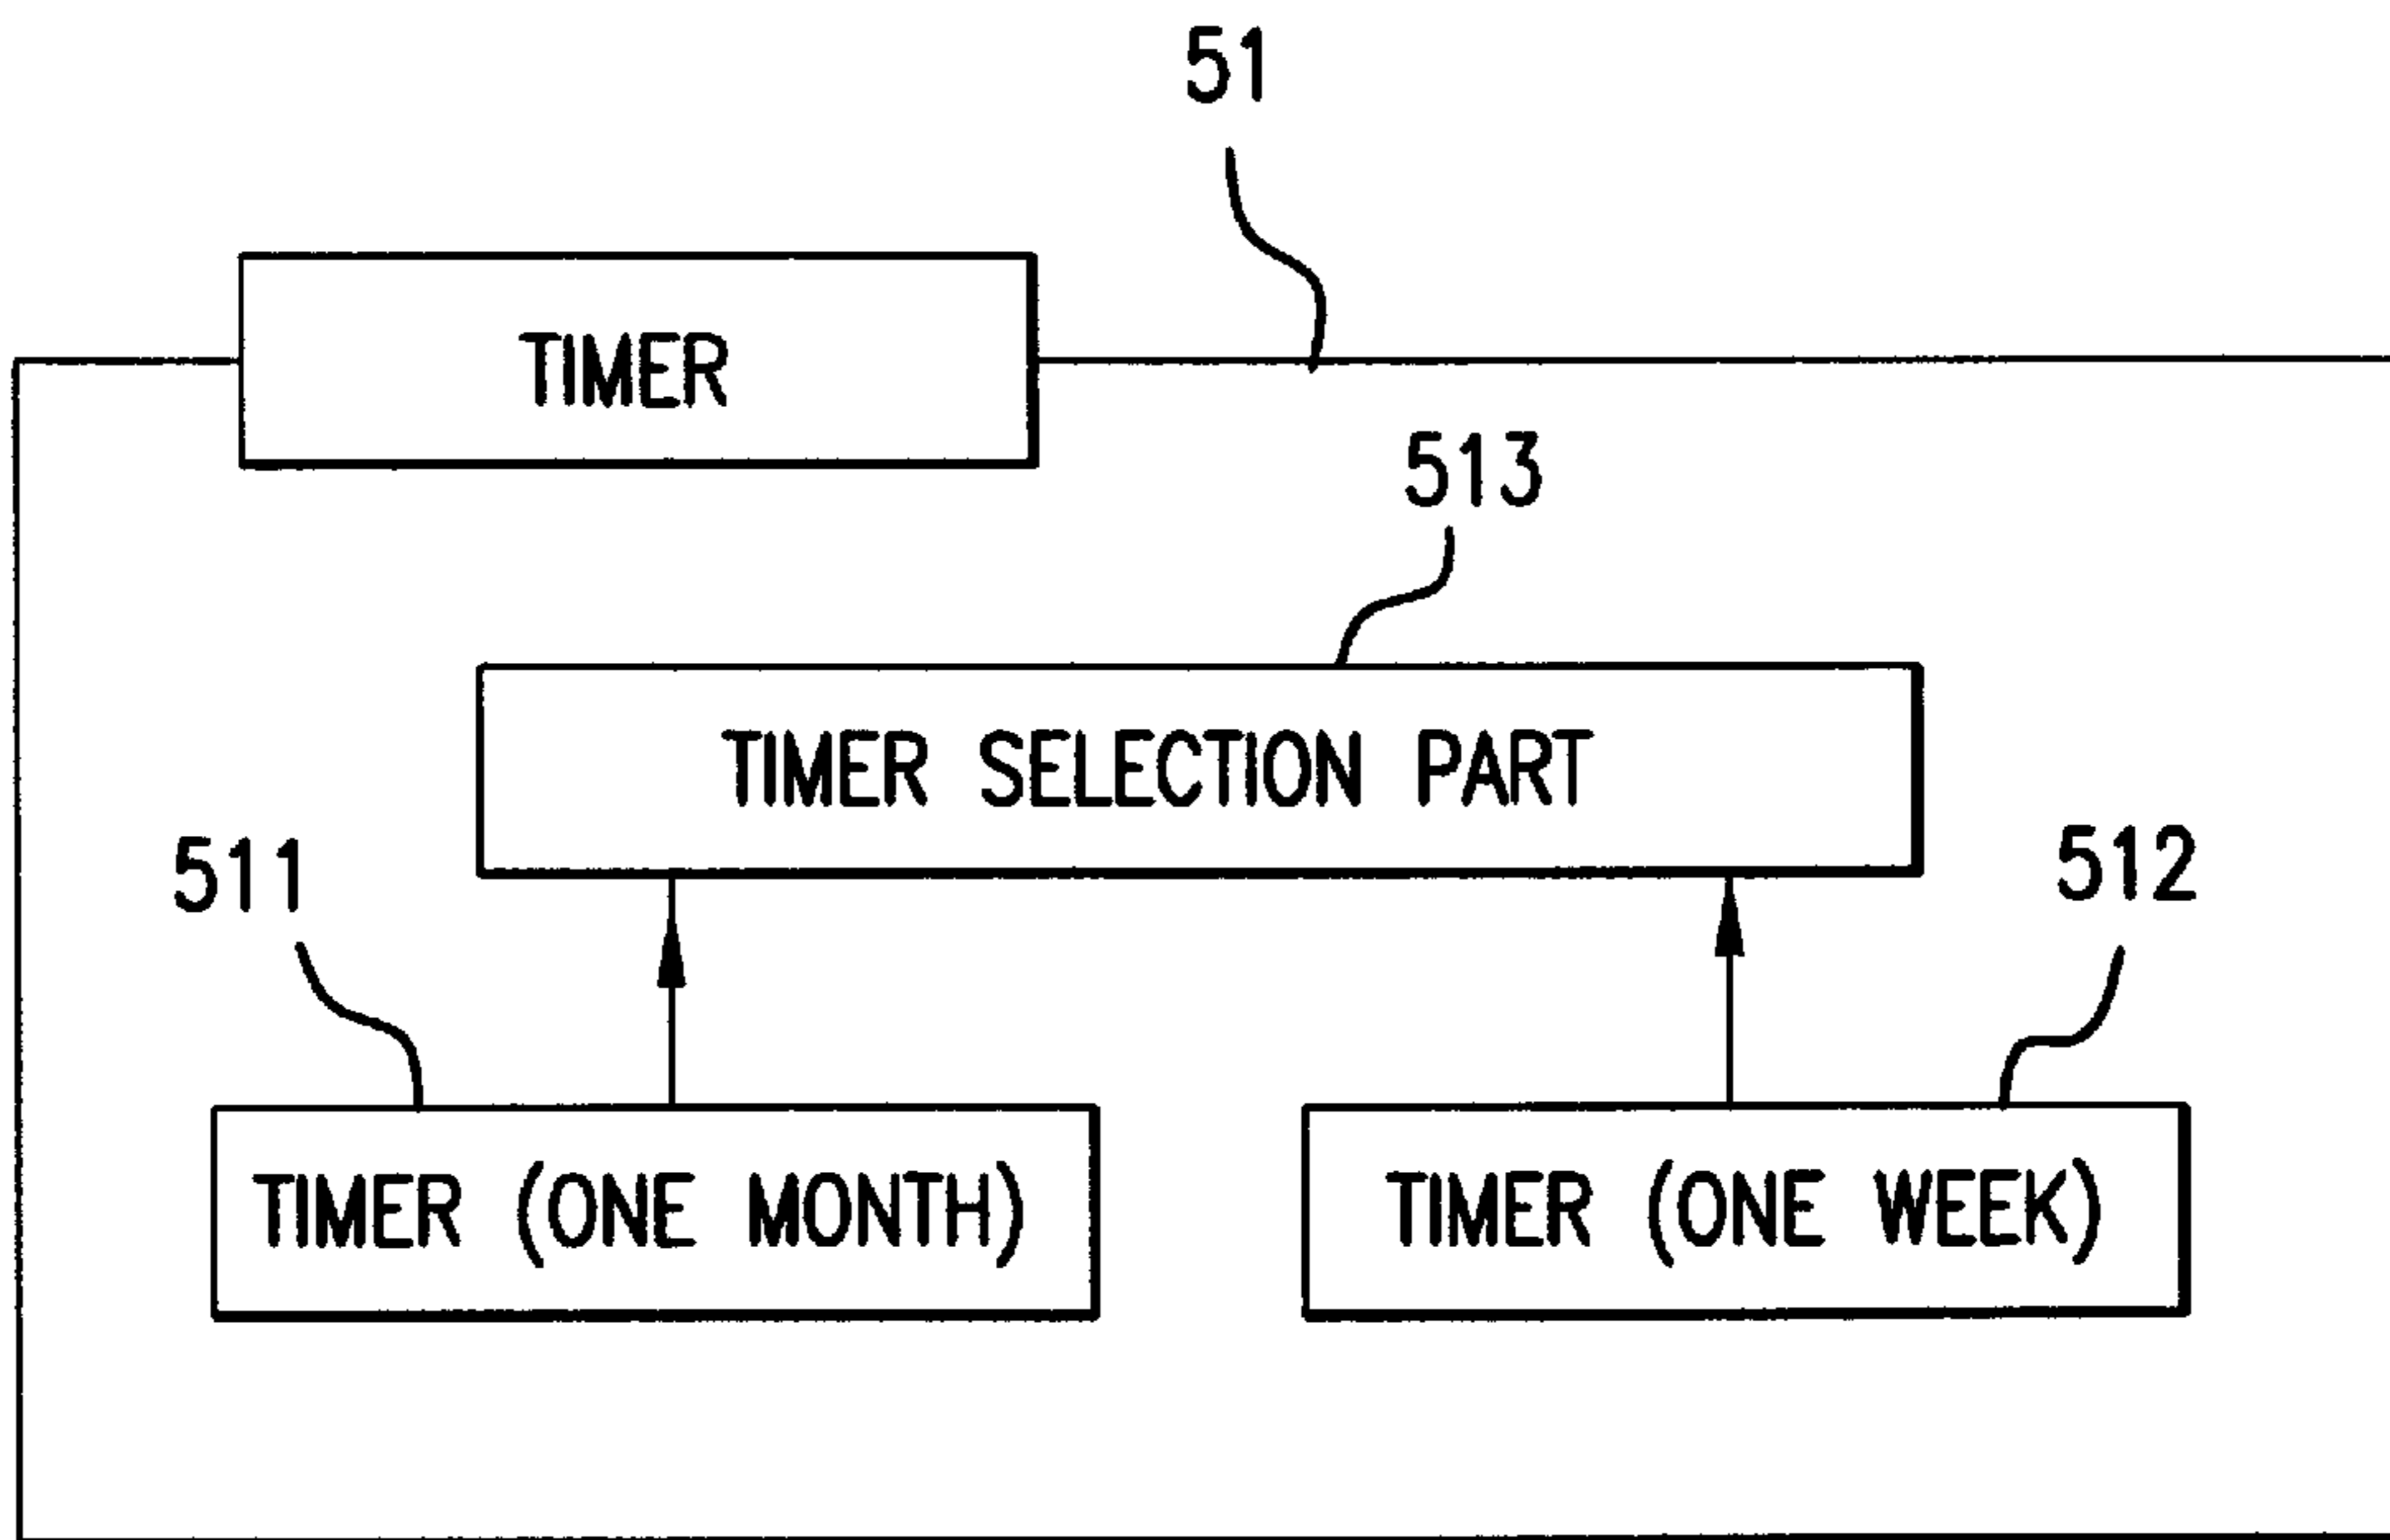 51
TIMER
513
TIMER SELECTION PART
511
512
TIMER (ONE MONTH)
TIMER (ONE WEEK)